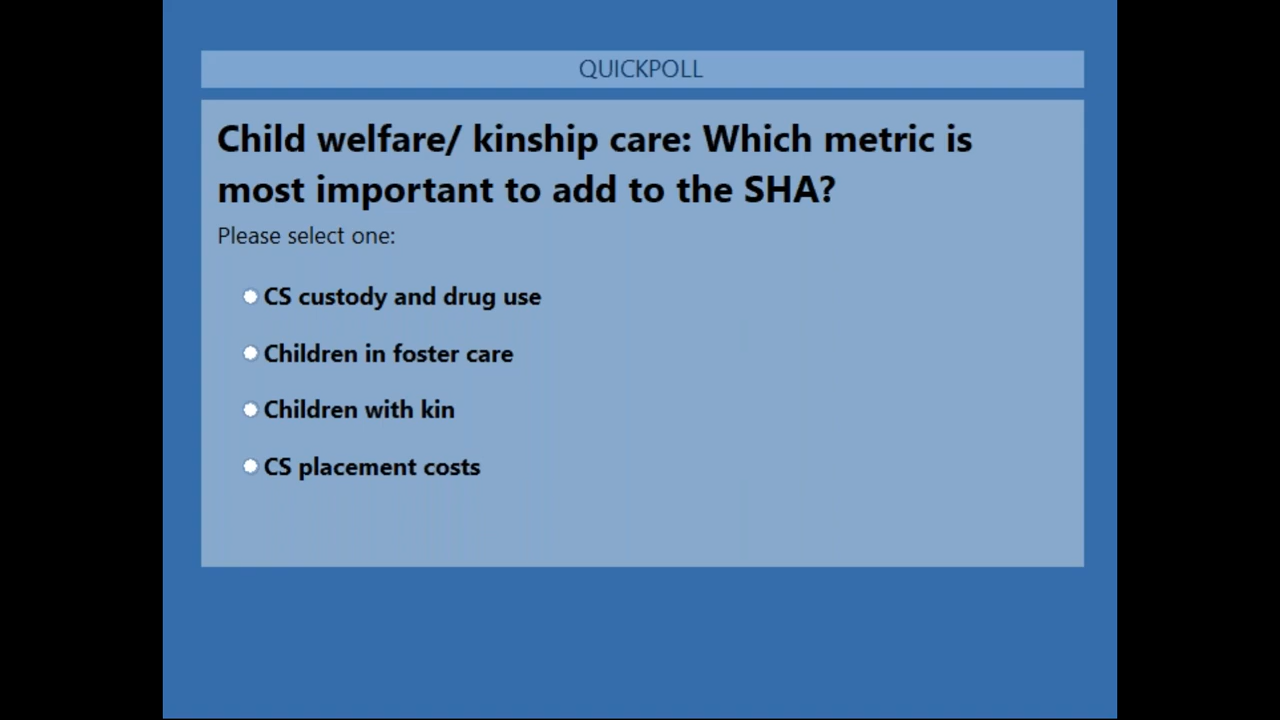 QUICKPOLL
Child welfare/ kinship care: Which metric is
most important to add to the SHA?
Please select one:
CS custody and drug use
Children in foster care
Children with kin
CS placement costs